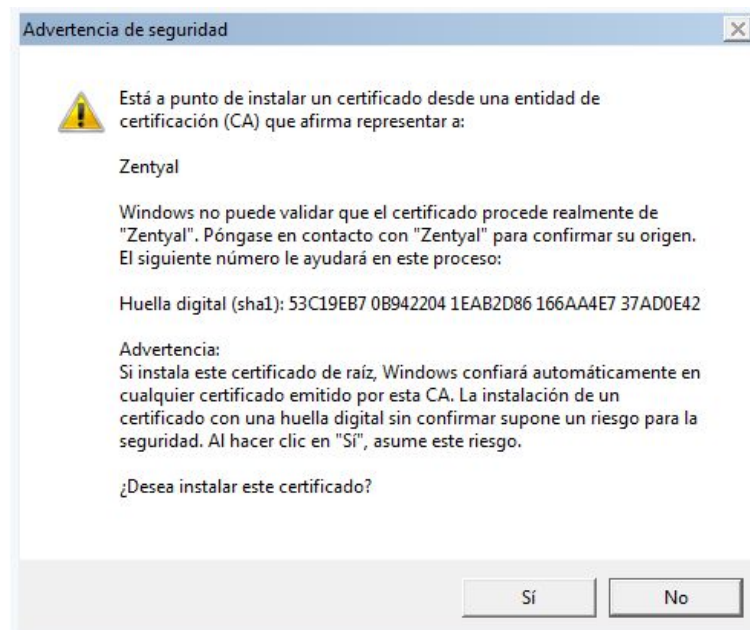 Advertencia de seguridad
Está a punto de instalar un certificado desde una entidad de
certificación (CA) que afirma representar a:
Zentyal
Windows no puede validar que el certificado procede realmente de
"Zentyal". Póngase en contacto con "Zentyal" para confirmar su origen.
El siguiente número le ayudará en este proceso:
Huella digital (sha1): 53C19EB7 0B942204 1EAB2D86 166AA4E7 37AD0E42
Advertencia:
Si instala este certificado de raíz, Windows confiará automáticamente en
cualquier certificado emitido por esta CA. La instalación de un
certificado con una huella digital sin confirmar supone un riesgo para la
seguridad. Al hacer clic en "Sí", asume este riesgo.
¿Desea instalar este certificado?
Sí
No